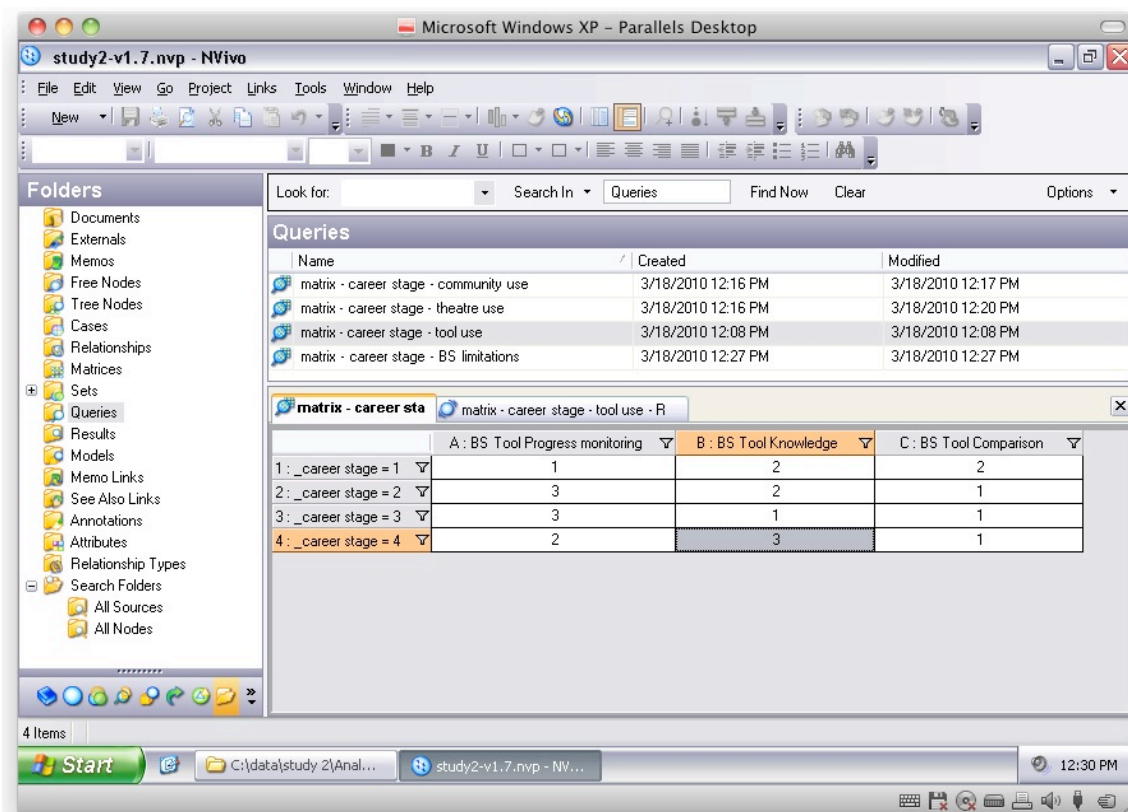 Microsoft Windows XP – Parallels Desktop
study2-v1.7.nvp - NVivo
File Edit View Go Project Links Tools Window Help
New
B I U
Folders
Documents
Externals
Memos
Free Nodes
Tree Nodes
Cases
Relationships
Matrices
Sets
Queries
Results
Models
Memo Links
See Also Links
Annotations
Attributes
Relationship Types
Search Folders
All Sources
All Nodes
Look for: Search In Queries Find Now Clear Options
Queries
Name Created Modified
matrix - career stage - community use 3/18/2010 12:16 PM 3/18/2010 12:17 PM
matrix - career stage - theatre use 3/18/2010 12:16 PM 3/18/2010 12:20 PM
matrix - career stage - tool use 3/18/2010 12:08 PM 3/18/2010 12:08 PM
matrix - career stage - BS limitations 3/18/2010 12:27 PM 3/18/2010 12:27 PM
matrix - career sta matrix - career stage - tool use - R
A : BS Tool Progress monitoring B : BS Tool Knowledge C : BS Tool Comparison
1 : _career stage = 1 1 2 2
2 : _career stage = 2 3 2 1
3 : _career stage = 3 3 1 1
4 : _career stage = 4 2 3 1
4 Items
Start C:\data\study 2\Anal... study2-v1.7.nvp - NV... 12:30 PM